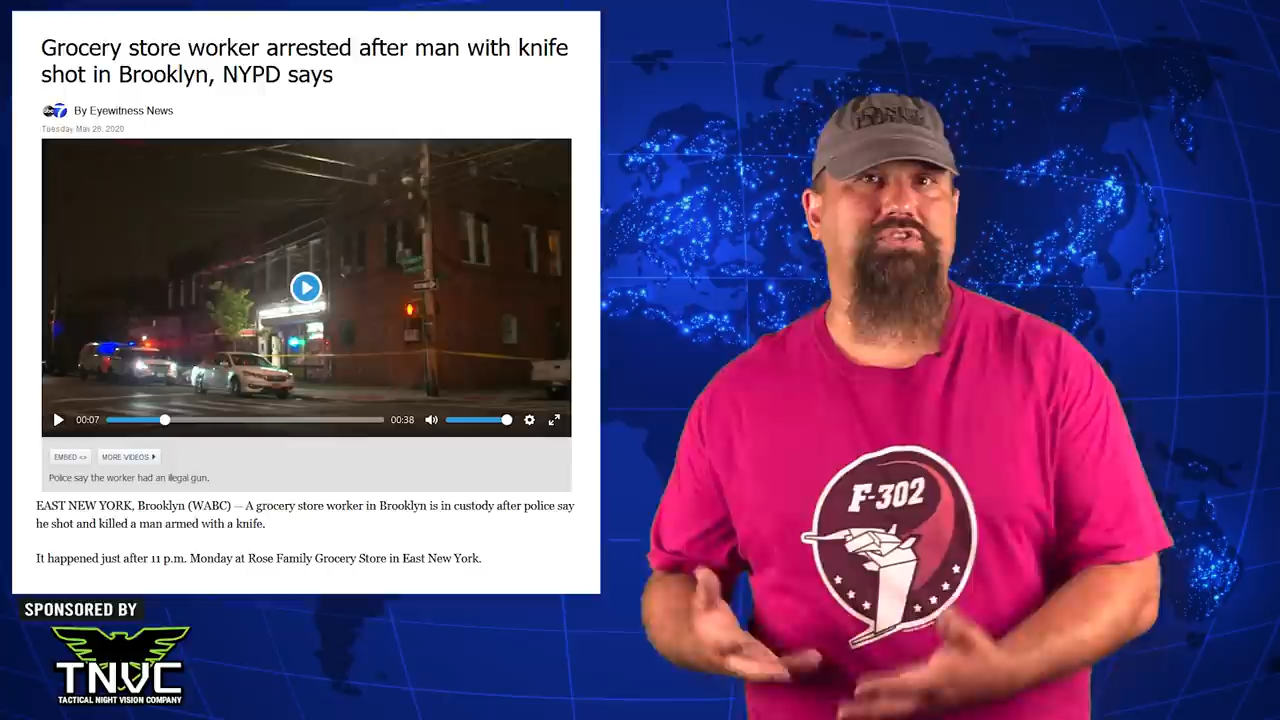 Grocery store worker arrested after man with knife
shot in Brooklyn, NYPD says
abc 7 By Eyewitness News
Tuesday May 26, 2020
00:07
00:38
EMBED <>
MORE VIDEOS
Police say the worker had an illegal gun.
EAST NEW YORK, Brooklyn (WABC) -- A grocery store worker in Brooklyn is in custody after police say
he shot and killed a man armed with a knife.
It happened just after 11 p.m. Monday at Rose Family Grocery Store in East New York.
SPONSORED BY
TNVC
TACTICAL NIGHT VISION COMPANY
F-302